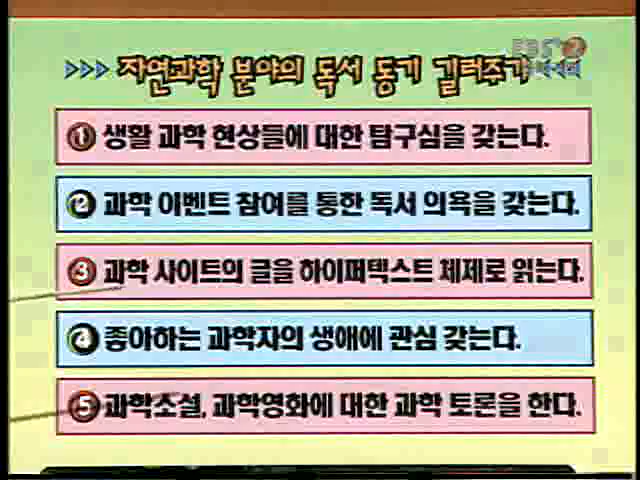 EBS 2
자연과학 분야의 독서 동기 길러주기
① 생활 과학 현상들에 대한 탐구심을 갖는다.
② 과학 이벤트 참여를 통한 독서 의욕을 갖는다.
③ 과학 사이트의 글을 하이퍼텍스트 체제로 읽는다.
④ 좋아하는 과학자의 생애에 관심 갖는다.
⑤ 과학소설, 과학영화에 대한 과학 토론을 한다.